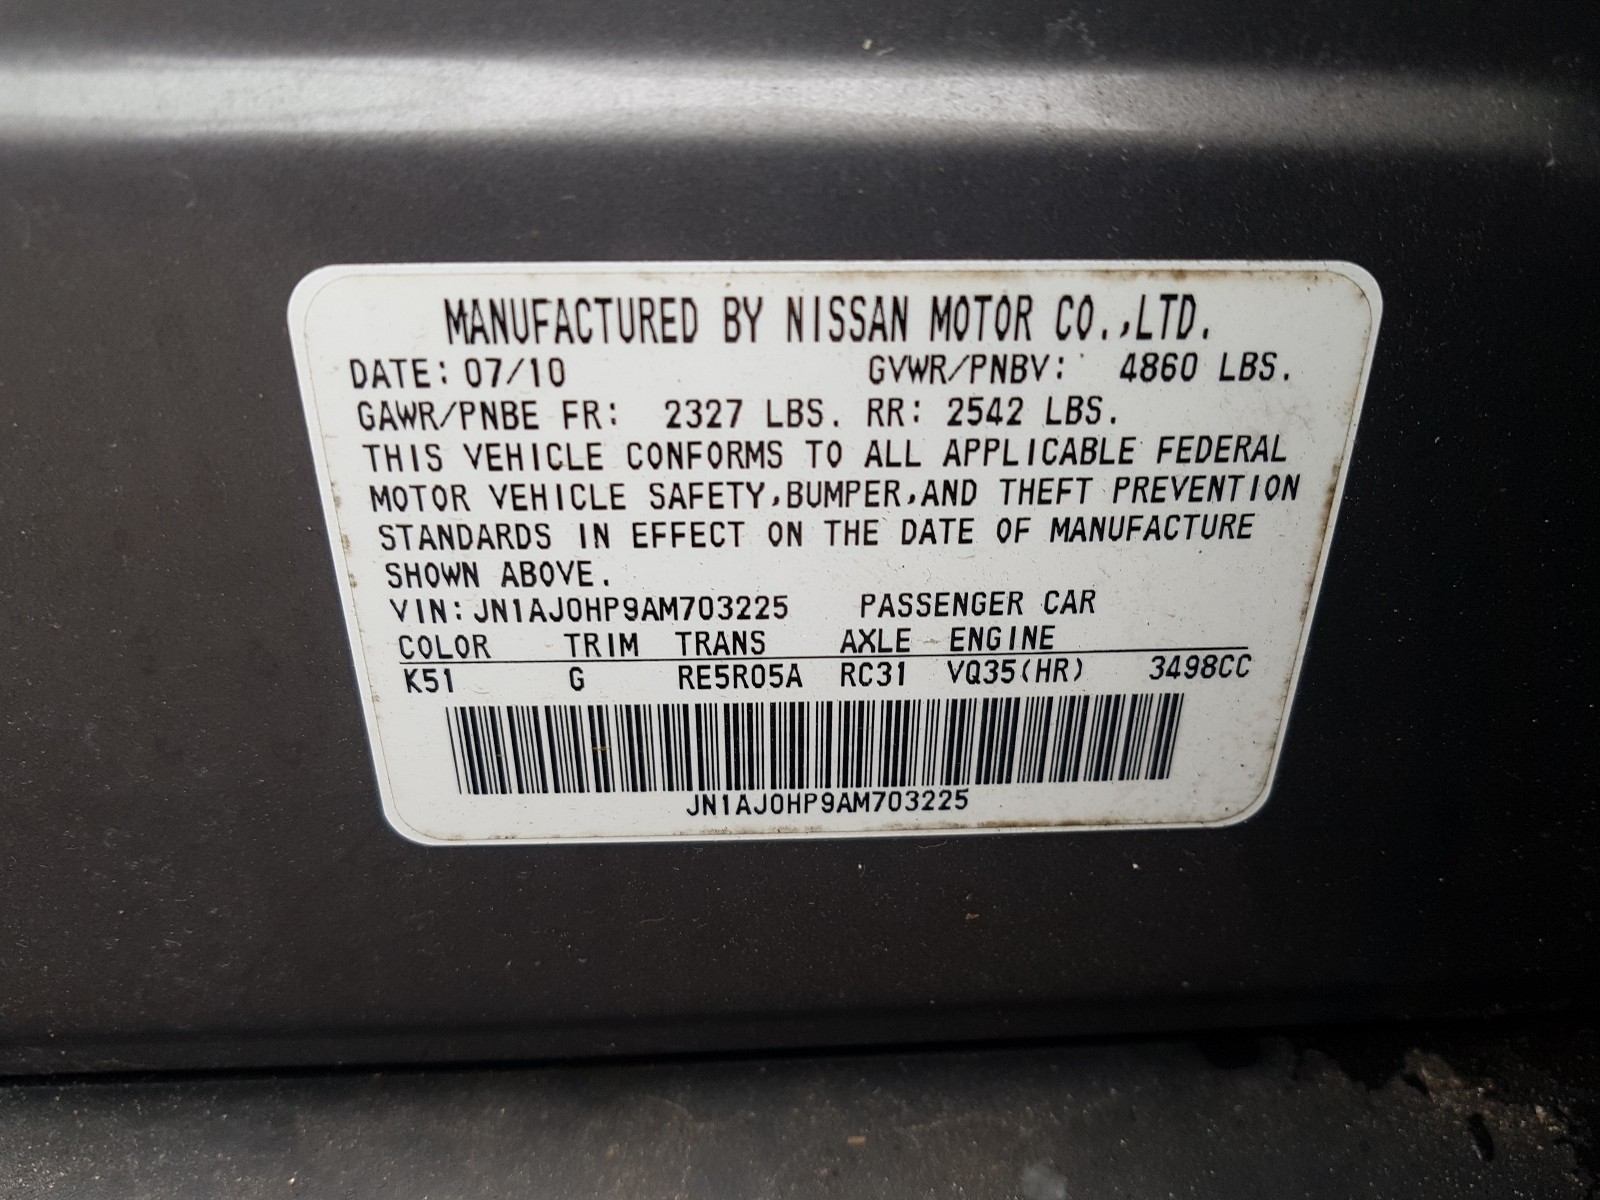 MANUFACTURED BY NISSAN MOTOR CO.,LTD.
DATE: 07/10 GVWR/PNBV: 4860 LBS.
GAWR/PNBE FR: 2327 LBS. RR: 2542 LBS.
THIS VEHICLE CONFORMS TO ALL APPLICABLE FEDERAL
MOTOR VEHICLE SAFETY,BUMPER,AND THEFT PREVENTION
STANDARDS IN EFFECT ON THE DATE OF MANUFACTURE
SHOWN ABOVE.
VIN: JN1AJ0HP9AM703225 PASSENGER CAR
COLOR TRIM TRANS AXLE ENGINE
K51 G RE5R05A RC31 VQ35(HR) 3498CC
JN1AJ0HP9AM703225